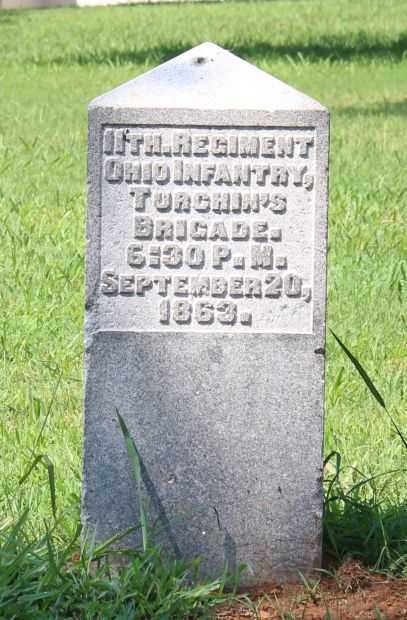 11TH. REGIMENT
OHIO INFANTRY,
TURCHIN'S
BRIGADE.
6:30 P.M.
SEPTEMBER 20,
1863.